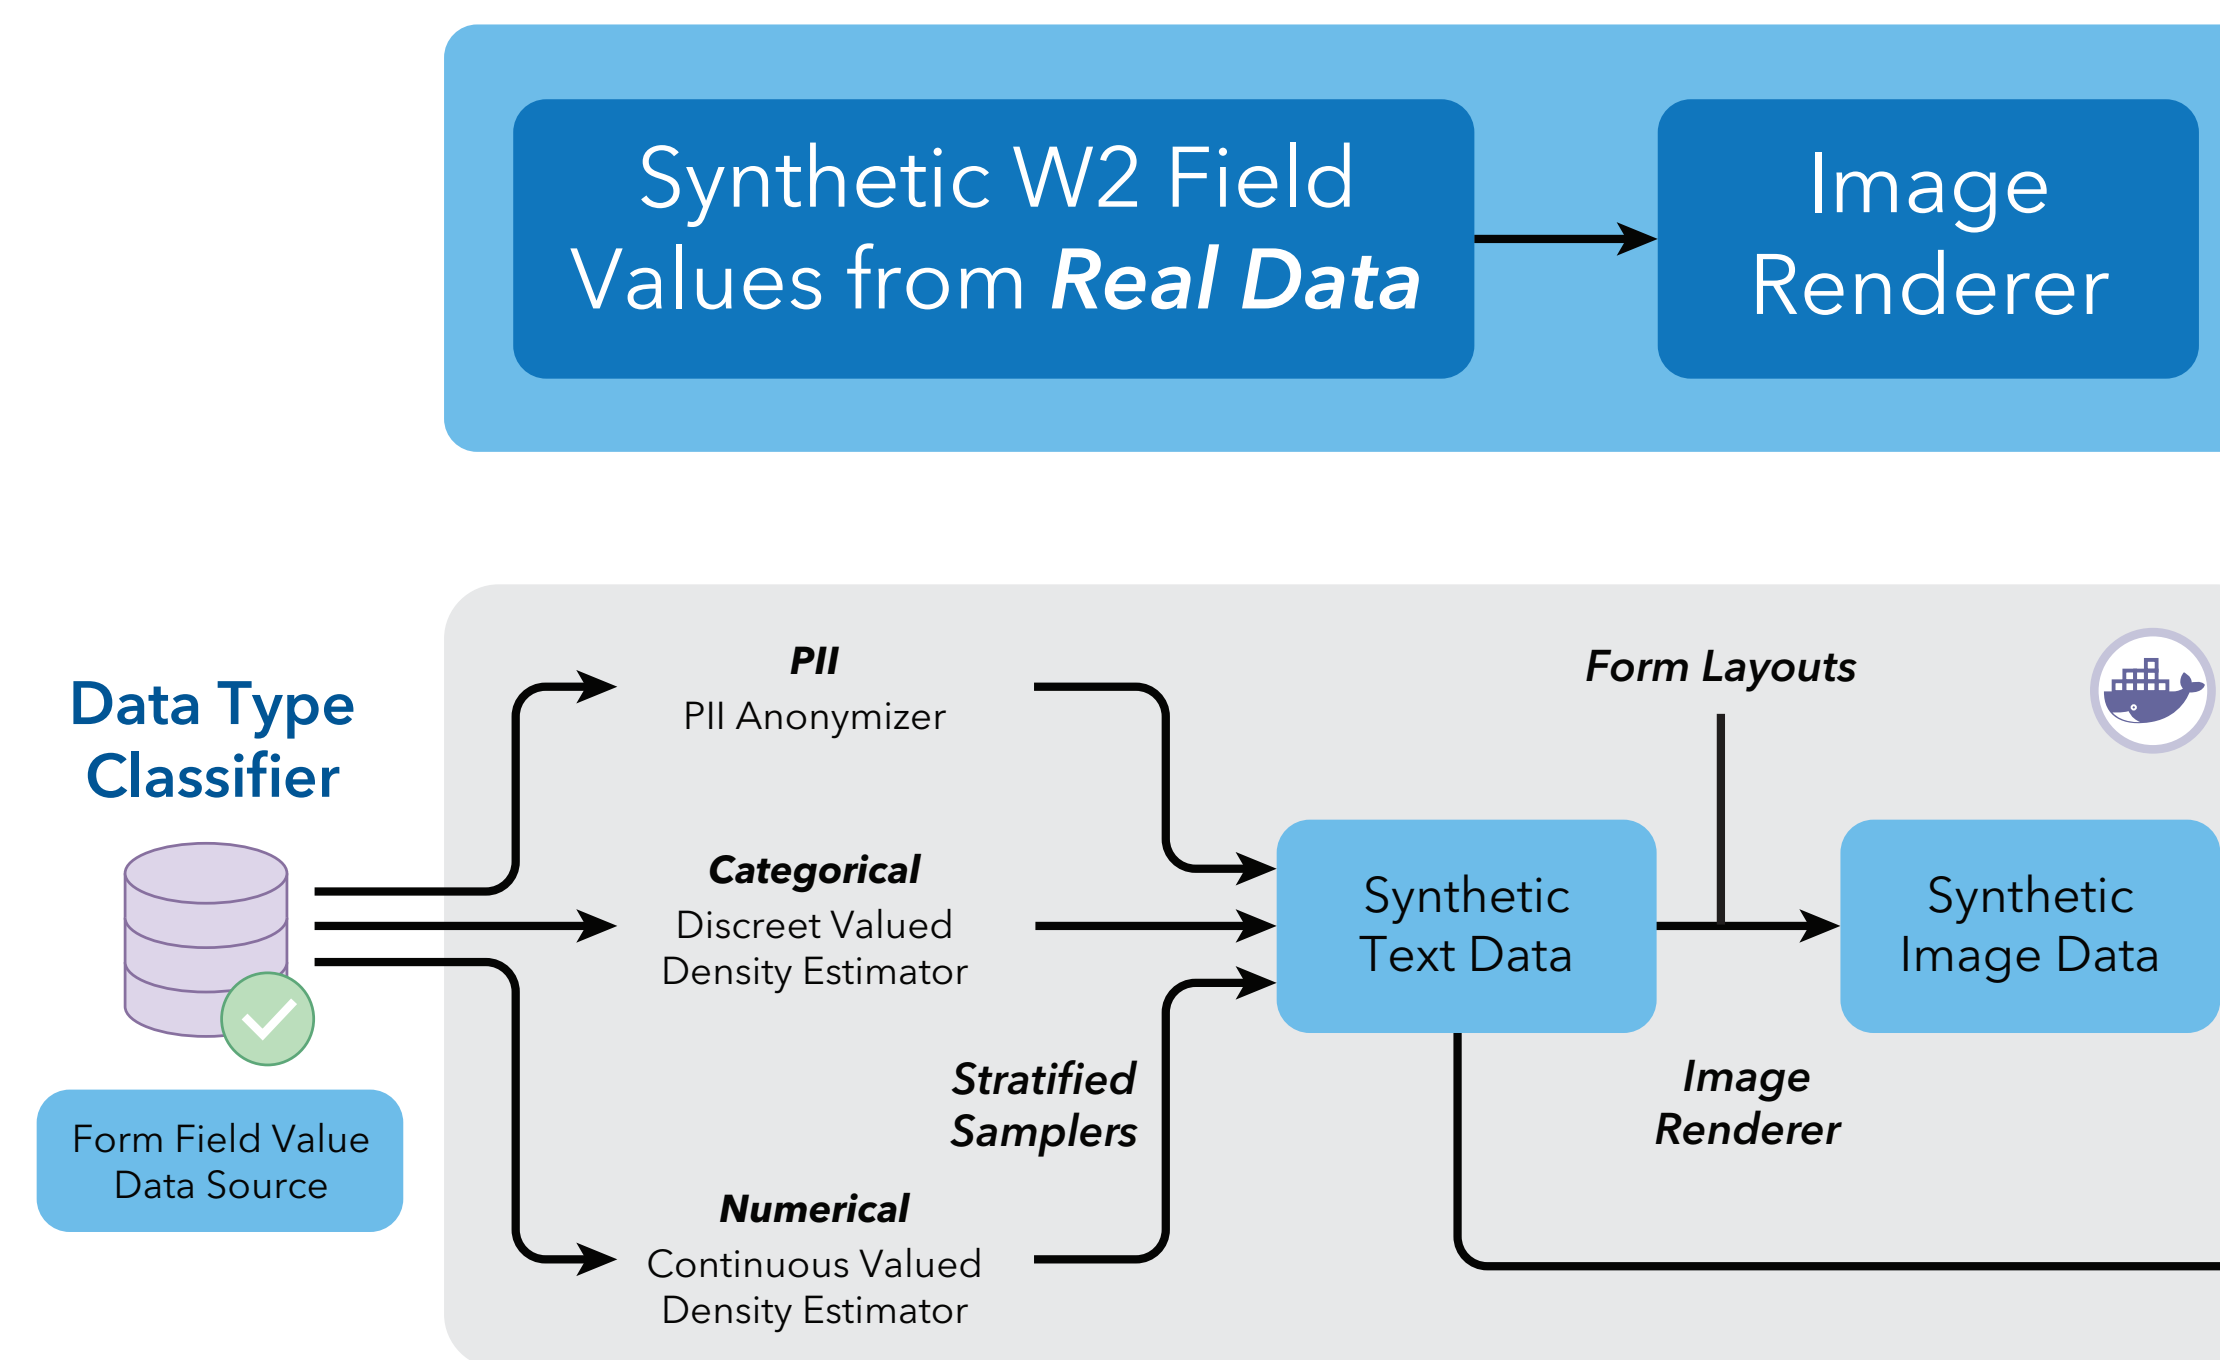 Synthetic W2 Field
Values from Real Data
Image
Renderer
Data Type
Classifier
Form Field Value
Data Source
PII
PII Anonymizer
Categorical
Discreet Valued
Density Estimator
Stratified
Samplers
Numerical
Continuous Valued
Density Estimator
Synthetic
Text Data
Form Layouts
Image
Renderer
Synthetic
Image Data